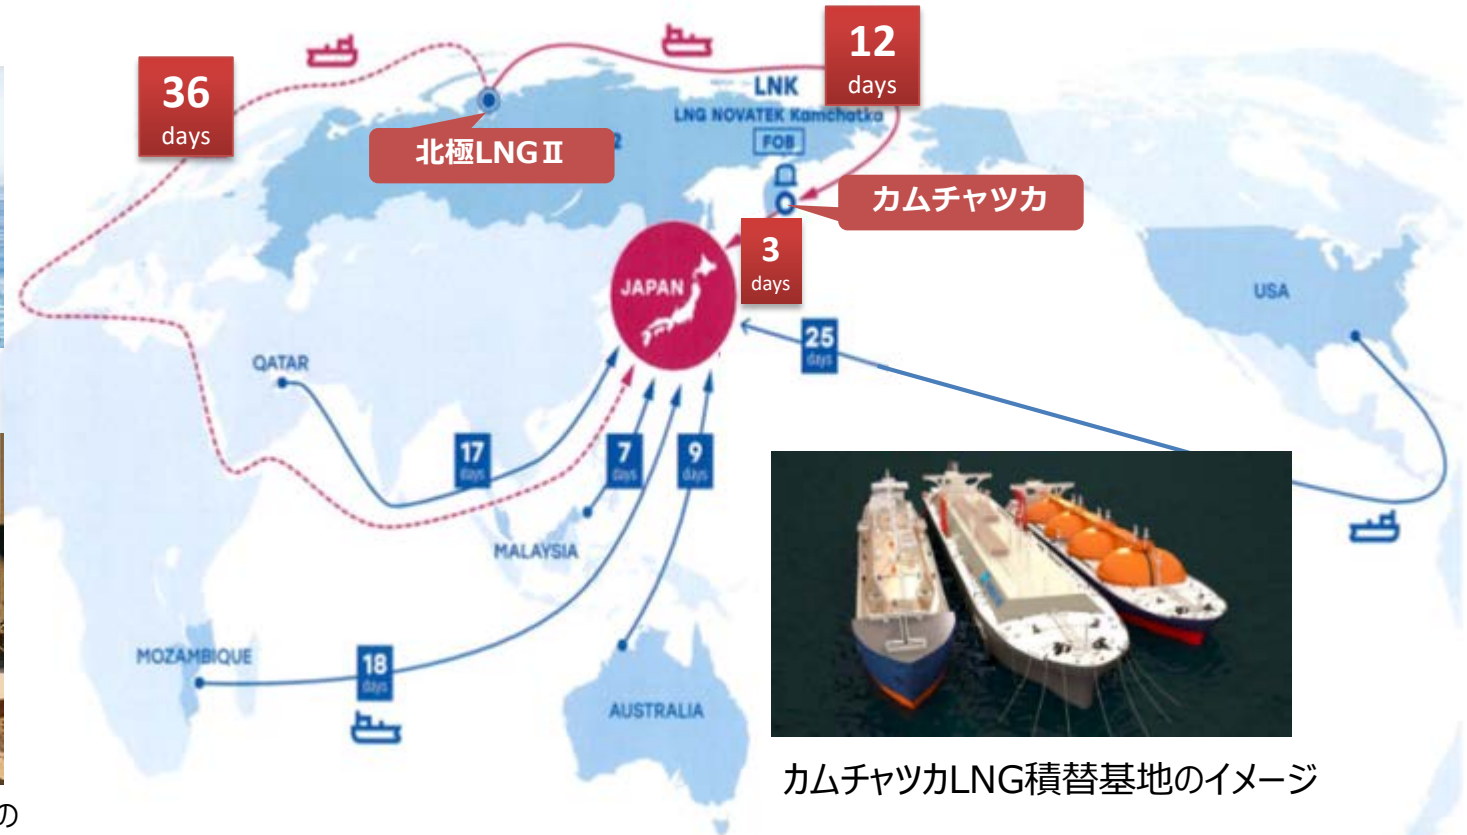 12
days
36
days
LNK
LNG NOVATEK Kamchatka
FOB
北極LNGⅡ
2
カムチャツカ
3
days
JAPAN
USA
25
days
QATAR
17
days
7
days
9
days
MALAYSIA
MOZAMBIQUE
18
days
AUSTRALIA
カムチャツカLNG積替基地のイメージ
の